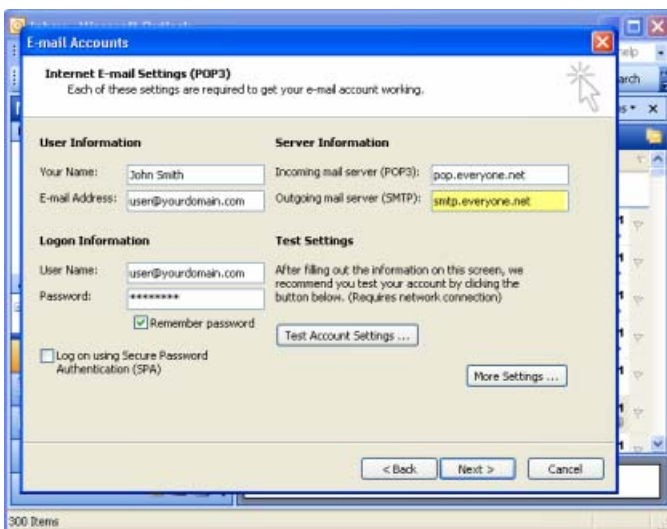 E-mail Accounts
Internet E-mail Settings (POP3)
Each of these settings are required to get your e-mail account working.
User Information
Your Name: John Smith
E-mail Address: user@yourdomain.com
Server Information
Incoming mail server (POP3): pop.everyone.net
Outgoing mail server (SMTP): smtp.everyone.net
Logon Information
User Name: user@yourdomain.com
Password: ********
Remember password
Log on using Secure Password
Authentication (SPA)
Test Settings
After filling out the information on this screen, we
recommend you test your account by clicking the
button below. (Requires network connection)
Test Account Settings ...
More Settings ...
< Back
Next >
Cancel
300 Items